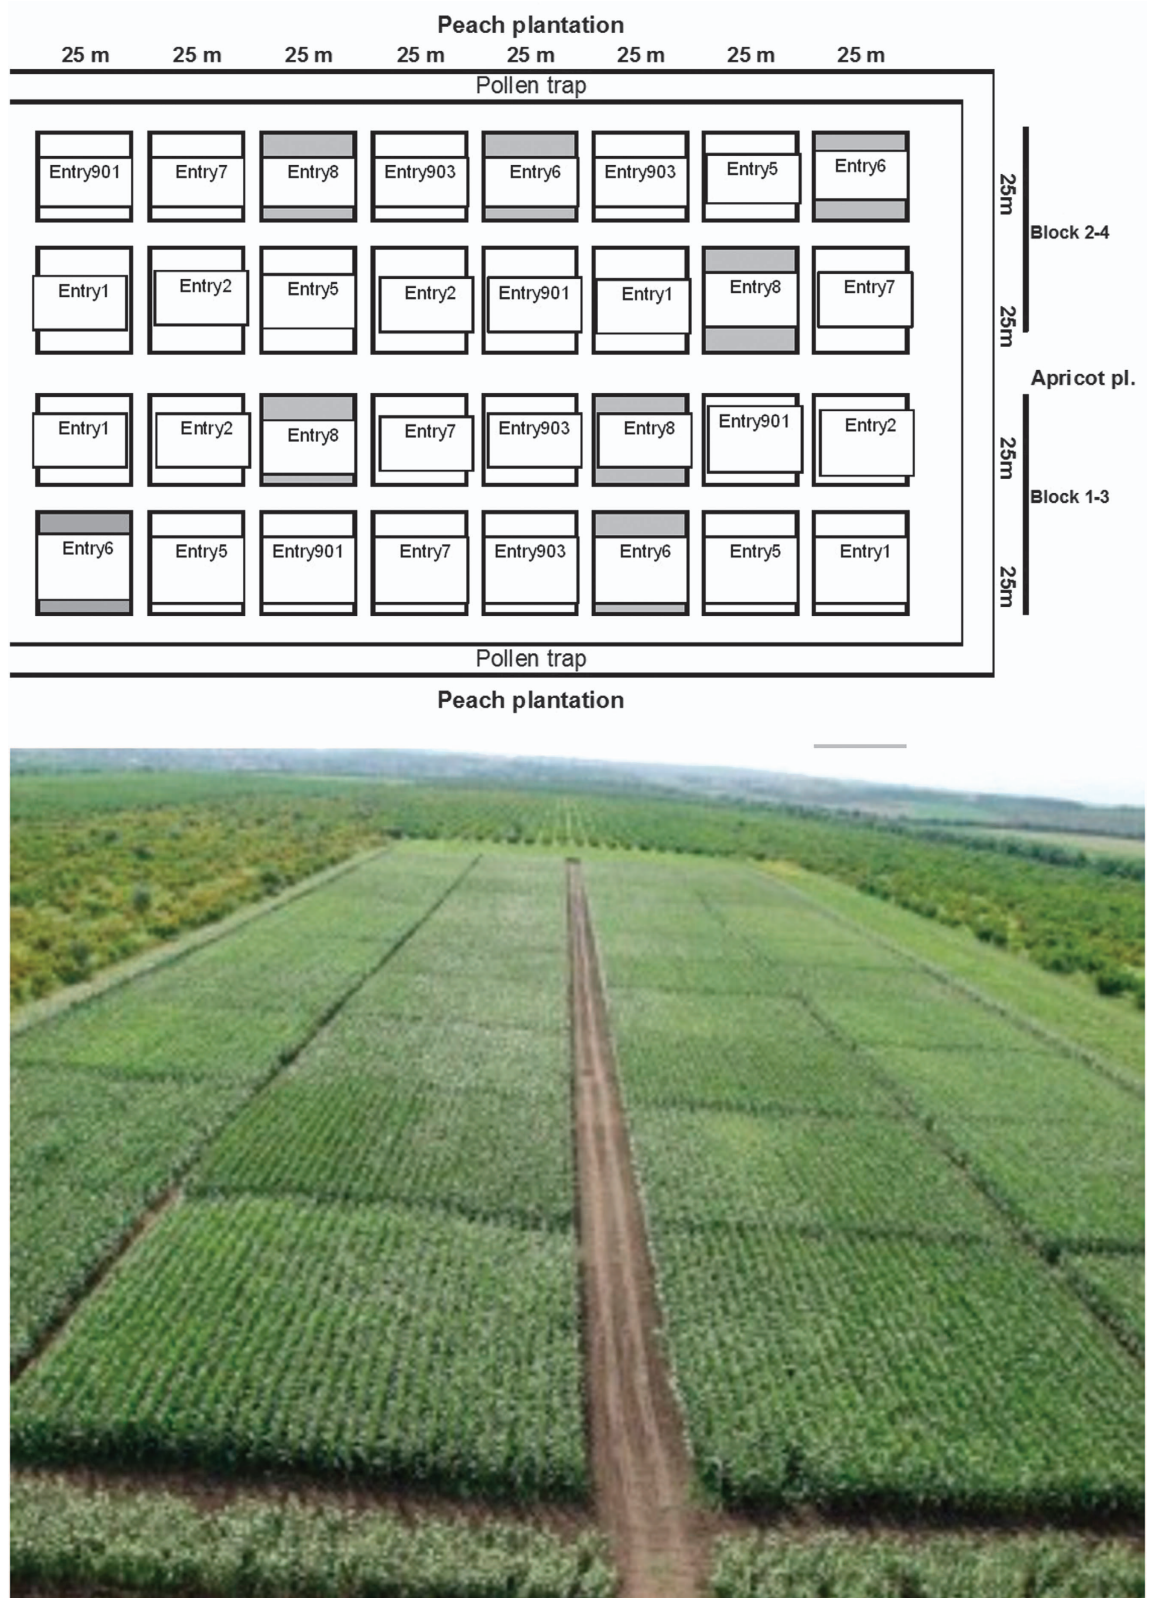 Peach plantation
25 m 25 m 25 m 25 m 25 m 25 m 25 m 25 m
Pollen trap
Entry901 Entry7 Entry8 Entry903 Entry6 Entry903 Entry5 Entry6
25m
Block 2-4
Entry1 Entry2 Entry5 Entry2 Entry901 Entry1 Entry8 Entry7
25m
Apricot pl.
Entry1 Entry2 Entry8 Entry7 Entry903 Entry8 Entry901 Entry2
25m
Block 1-3
Entry6 Entry5 Entry901 Entry7 Entry903 Entry6 Entry5 Entry1
25m
Pollen trap
Peach plantation